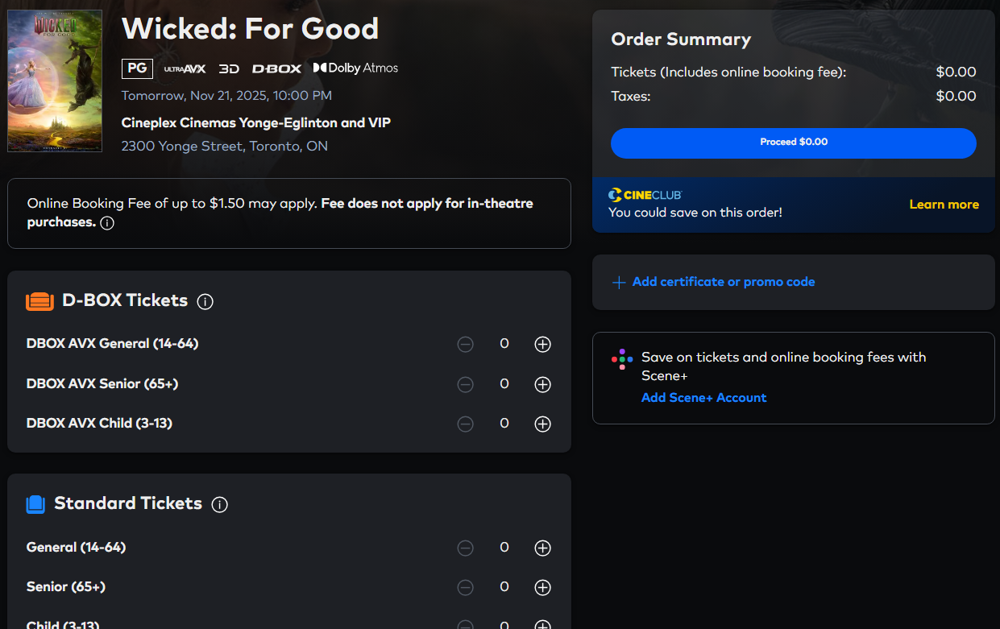 WICKED
FOR GOOD
Wicked: For Good
PG ULTRAAVX 3D D-BOX Dolby Atmos
Tomorrow, Nov 21, 2025, 10:00 PM
Cineplex Cinemas Yonge-Eglinton and VIP
2300 Yonge Street, Toronto, ON
Online Booking Fee of up to $1.50 may apply. Fee does not apply for in-theatre
purchases.
D-BOX Tickets
DBOX AVX General (14-64) 0
DBOX AVX Senior (65+) 0
DBOX AVX Child (3-13) 0
Standard Tickets
General (14-64) 0
Senior (65+) 0
Child (3-13) 0
Order Summary
Tickets (Includes online booking fee): $0.00
Taxes: $0.00
Proceed $0.00
CINECLUB
You could save on this order!
Learn more
Add certificate or promo code
Save on tickets and online booking fees with
Scene+
Add Scene+ Account